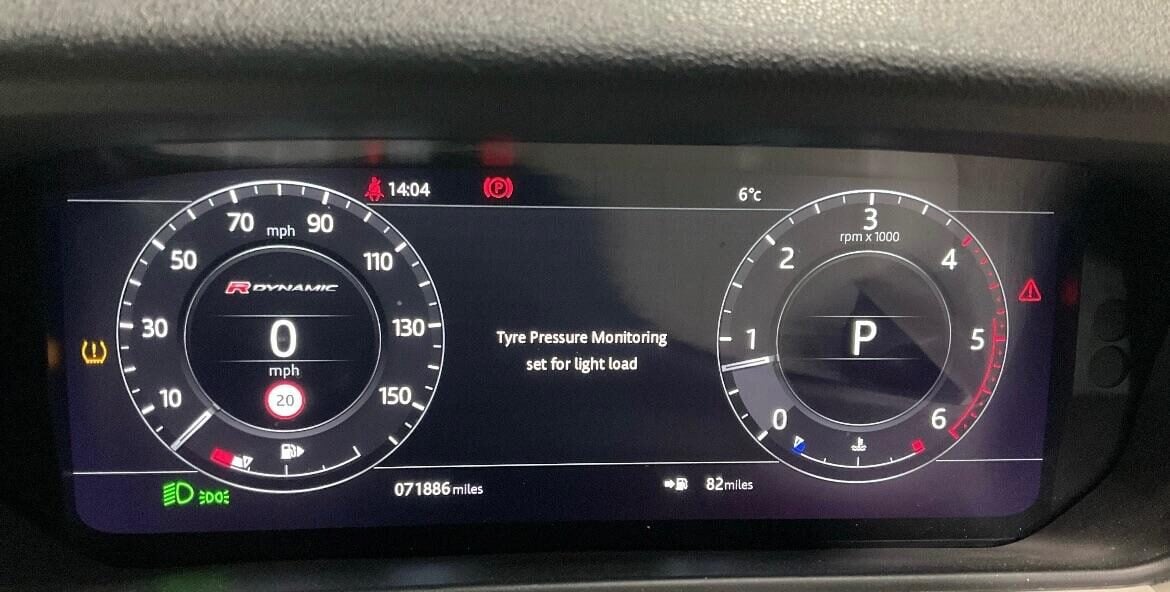 14:04
P
6°c
70 mph 90
50 110
30 130
10 150
R DYNAMIC
0
mph
20
Tyre Pressure Monitoring
set for light load
3
rpm x 1000
2 4
1 5
0 6
P
071886 miles
82 miles